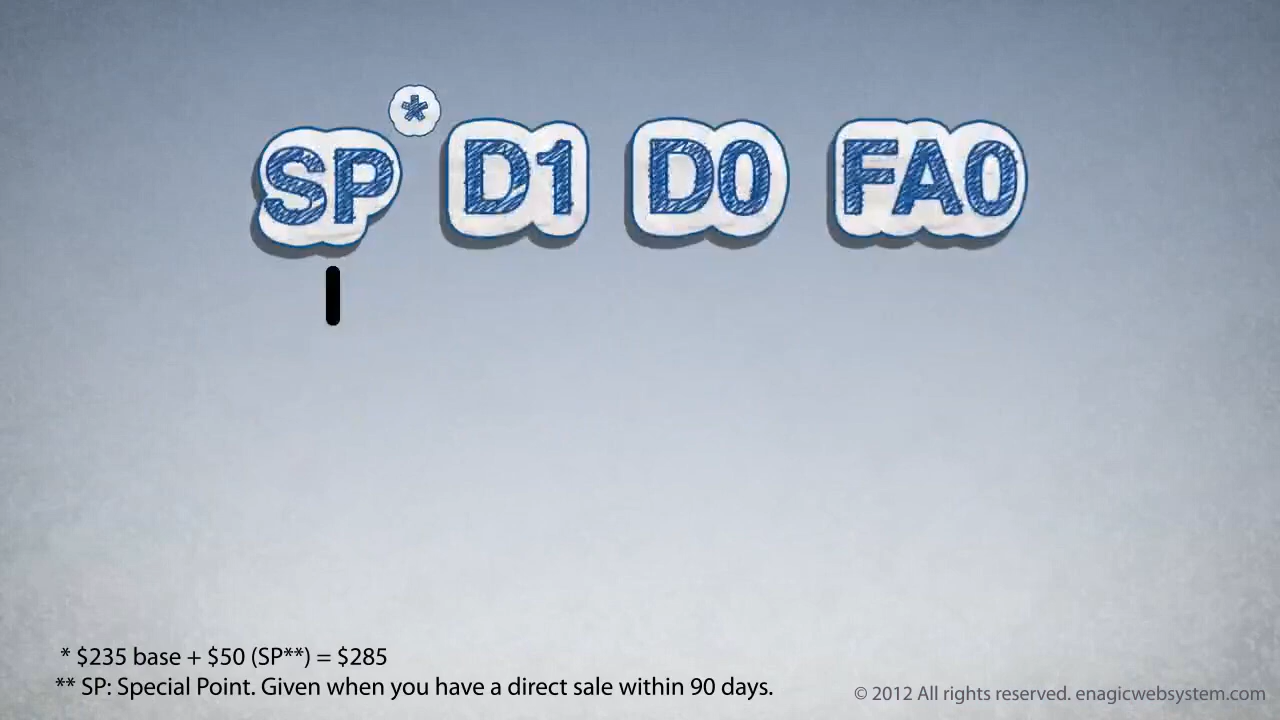 SP* D1 D0 FA0
* $235 base + $50 (SP**) = $285
** SP: Special Point. Given when you have a direct sale within 90 days.
© 2012 All rights reserved. enagicwebsystem.com